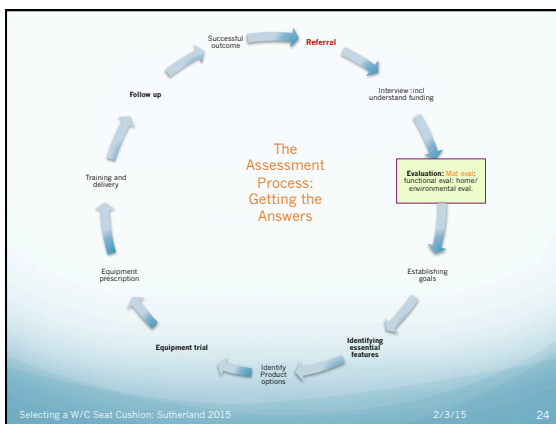 Successful
outcome
Referral
Interview :incl
understand funding
Evaluation: Mat eval:
functional eval: home/
environmental eval.
Establishing
goals
Identifying
essential
features
Identify
Product
options
Equipment trial
Equipment
prescription
Training and
delivery
Follow up
The
Assessment
Process:
Getting the
Answers
Selecting a W/C Seat Cushion: Sutherland 2015
2/3/15
24